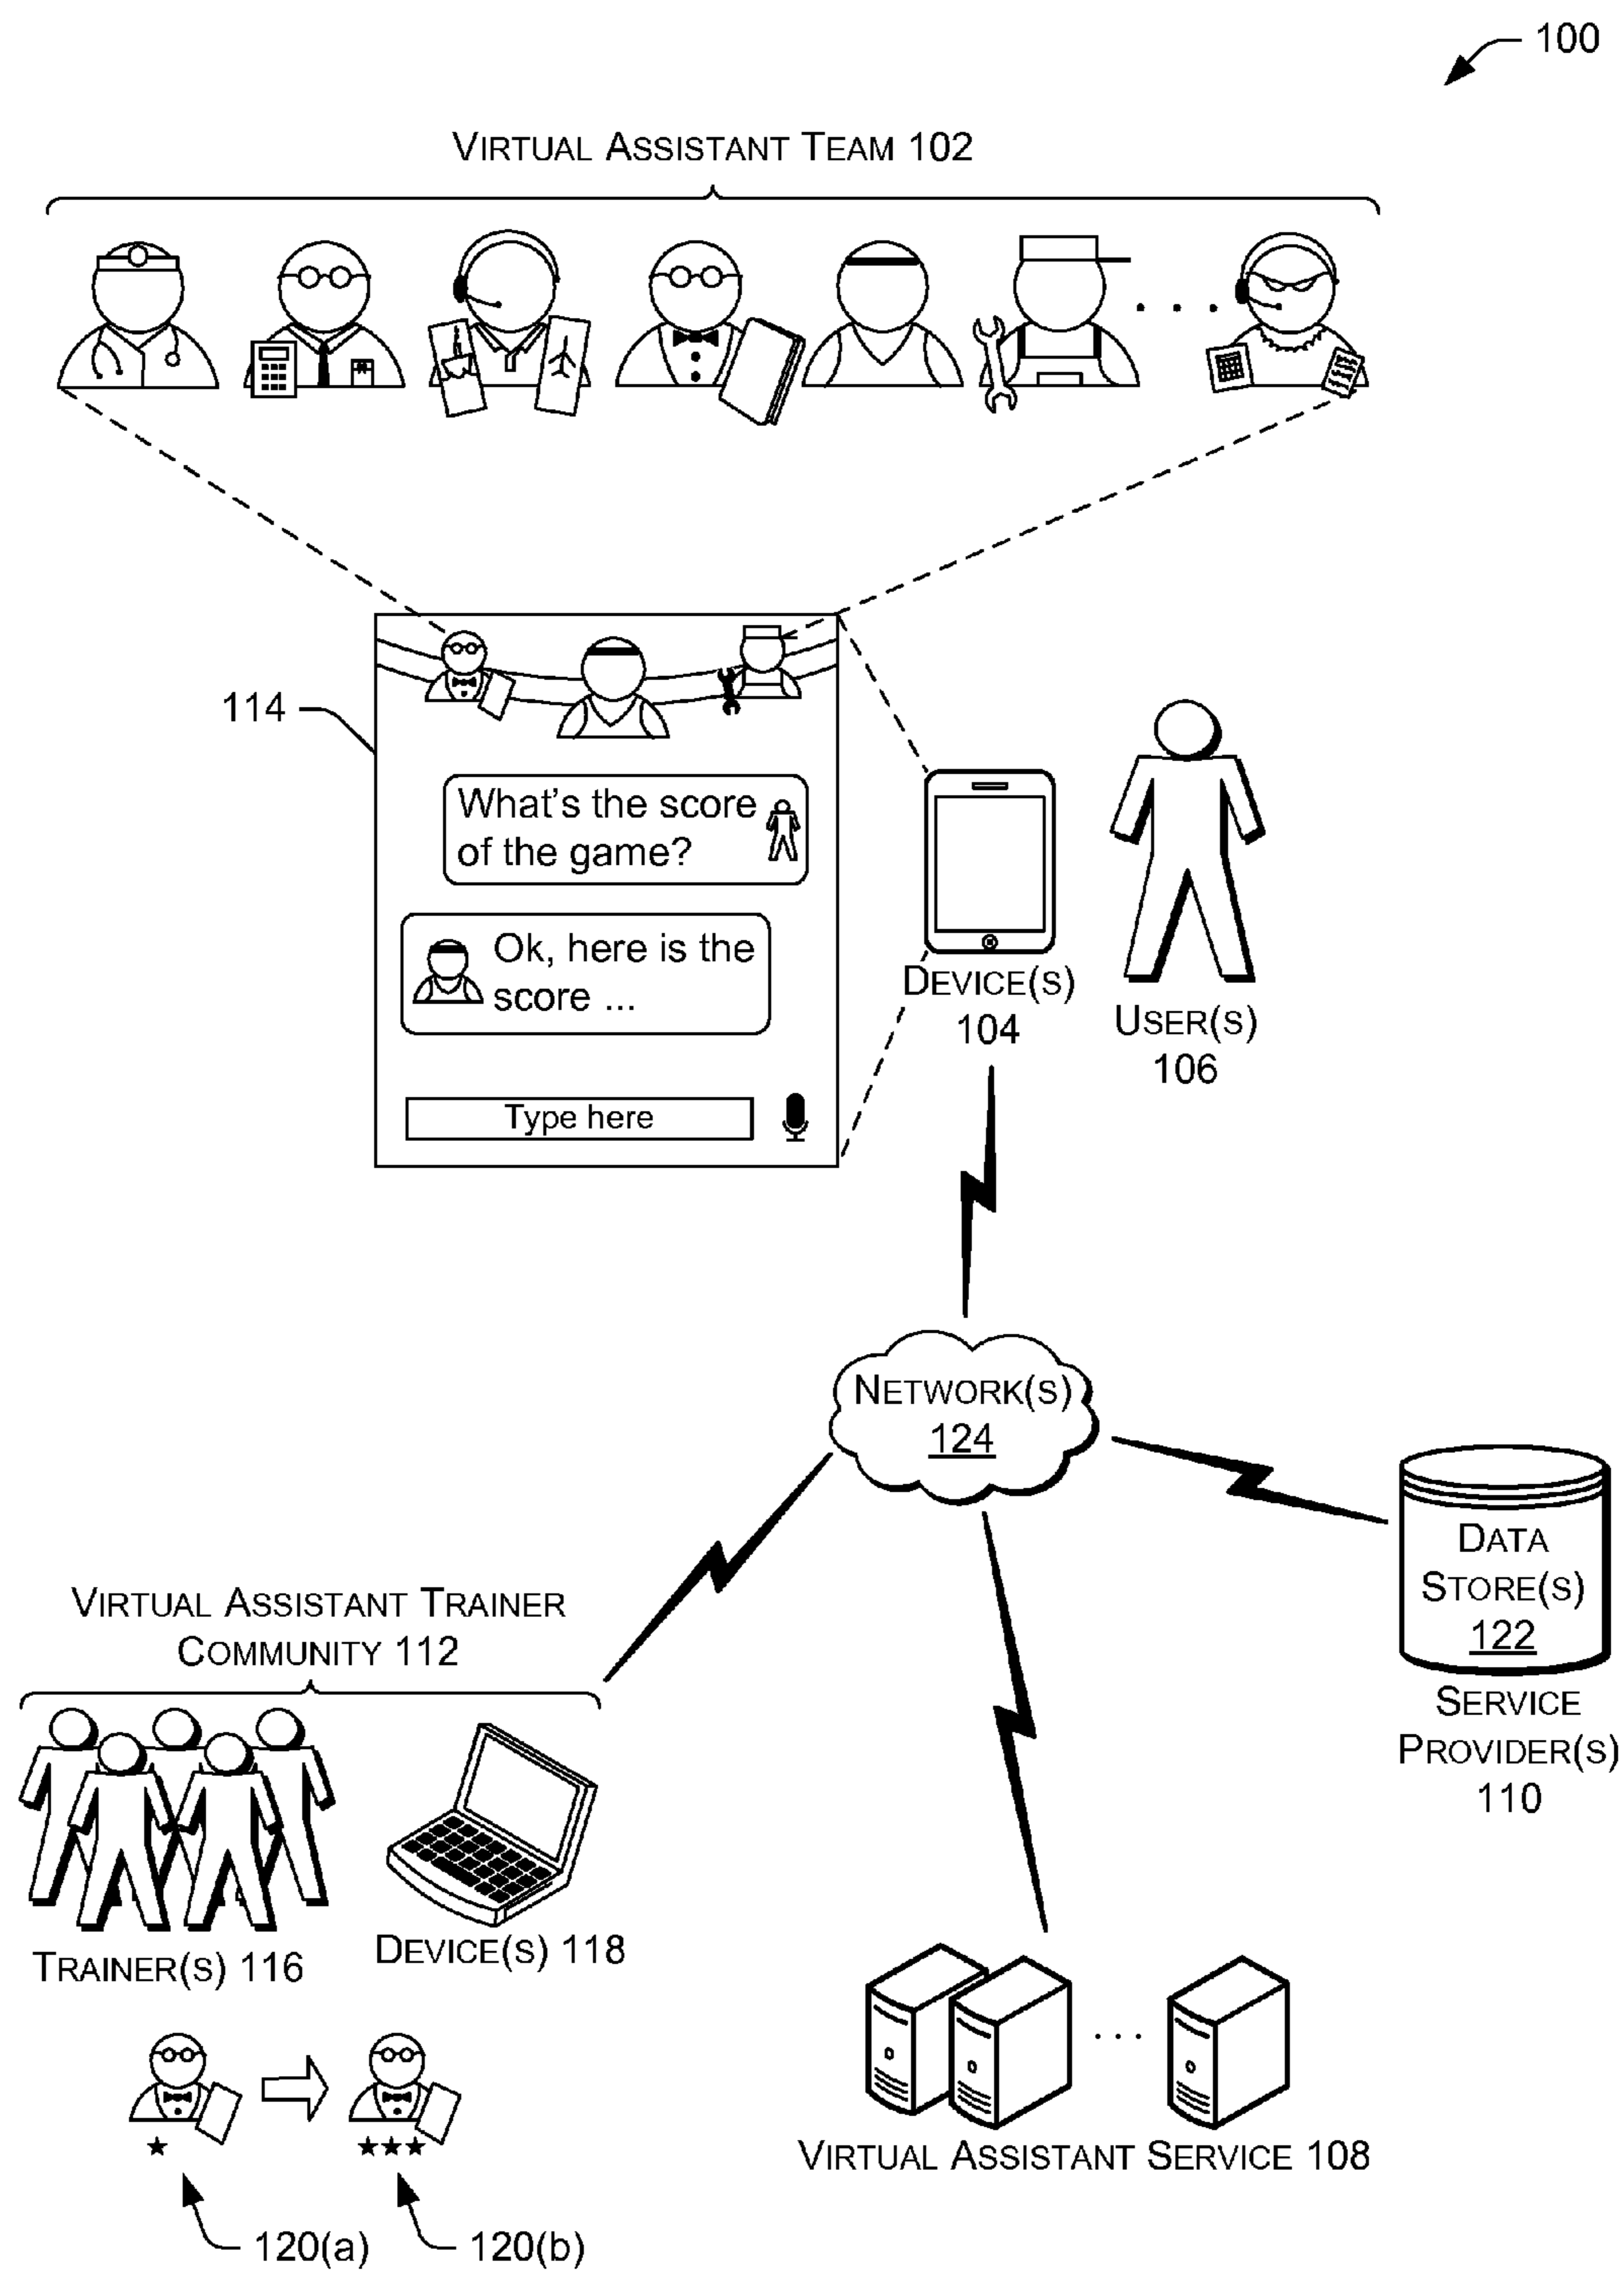 100
VIRTUAL ASSISTANT TEAM 102
114
What's the score
of the game?
Ok, here is the
score ...
Type here
DEVICE(S)
104
USER(S)
106
NETWORK(S)
124
DATA
STORE(S)
122
SERVICE
PROVIDER(S)
110
VIRTUAL ASSISTANT TRAINER
COMMUNITY 112
TRAINER(S) 116
DEVICE(S) 118
VIRTUAL ASSISTANT SERVICE 108
120(a)
120(b)